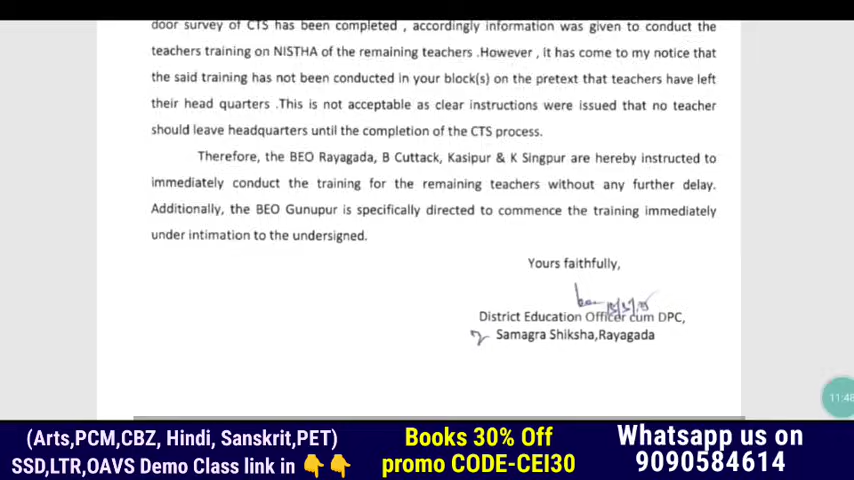 door survey of CTS has been completed , accordingly information was given to conduct the
teachers training on NISTHA of the remaining teachers .However , it has come to my notice that
the said training has not been conducted in your block(s) on the pretext that teachers have left
their head quarters .This is not acceptable as clear instructions were issued that no teacher
should leave headquarters until the completion of the CTS process.
Therefore, the BEO Rayagada, B Cuttack, Kasipur & K Singpur are hereby instructed to
immediately conduct the training for the remaining teachers without any further delay.
Additionally, the BEO Gunupur is specifically directed to commence the training immediately
under intimation to the undersigned.
Yours faithfully,
District Education Officer cum DPC,
Samagra Shiksha,Rayagada
11:48
(Arts,PCM,CBZ, Hindi, Sanskrit,PET)
SSD,LTR,OAVS Demo Class link in 👇👇
Books 30% Off
promo CODE-CEI30
Whatsapp us on
9090584614